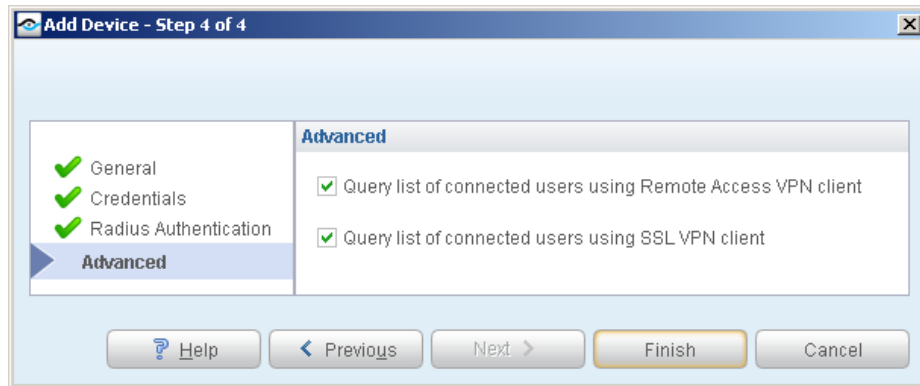 Add Device - Step 4 of 4
General
Credentials
Radius Authentication
Advanced
Advanced
Query list of connected users using Remote Access VPN client
Query list of connected users using SSL VPN client
Help
Previous
Next
Finish
Cancel